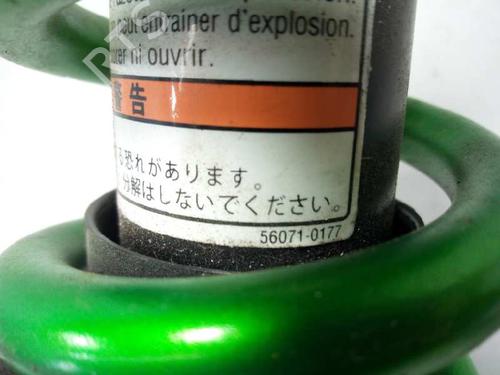 peut entraîner d'explosion.
ni ouvrir.
警告
る恐れがあります。
分解はしないでください。
56071-0177